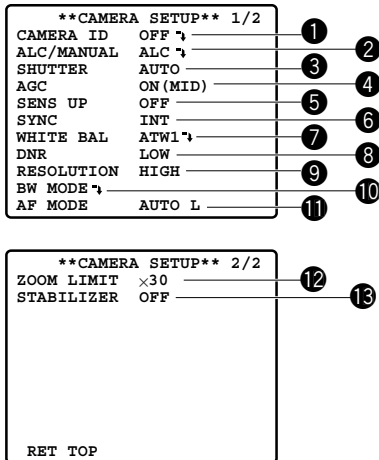 **CAMERA SETUP** 1/2
CAMERA ID OFF ↴ 1
ALC/MANUAL ALC ↴ 2
SHUTTER AUTO 3
AGC ON(MID) 4
SENS UP OFF 5
SYNC INT 6
WHITE BAL ATW1 ↴ 7
DNR LOW 8
RESOLUTION HIGH 9
BW MODE ↴ 10
AF MODE AUTO L 11
**CAMERA SETUP** 2/2
ZOOM LIMIT ×30 12
STABILIZER OFF 13
RET TOP